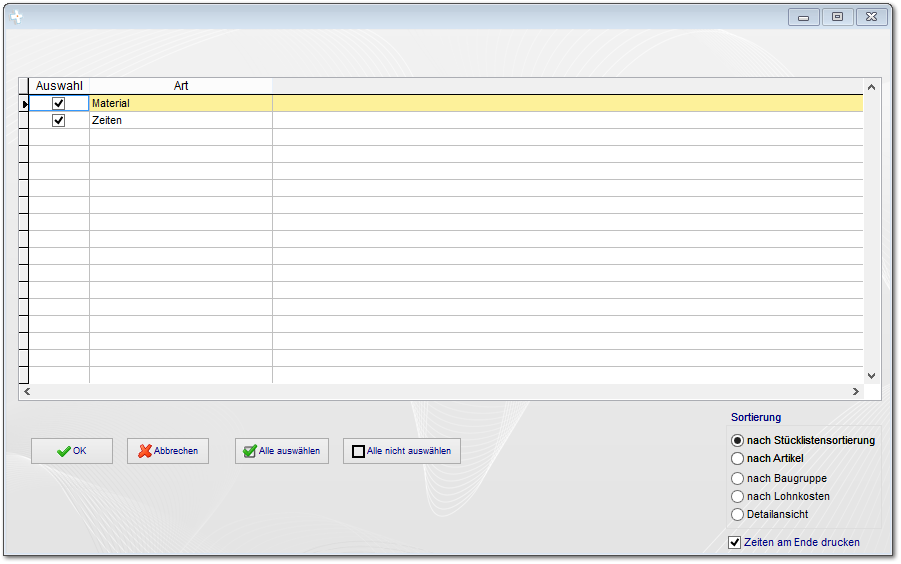 Auswahl Art
Material
Zeiten
Sortierung
nach Stücklistensortierung
nach Artikel
nach Baugruppe
nach Lohnkosten
Detailansicht
Zeiten am Ende drucken
OK Abbrechen Alle auswählen Alle nicht auswählen